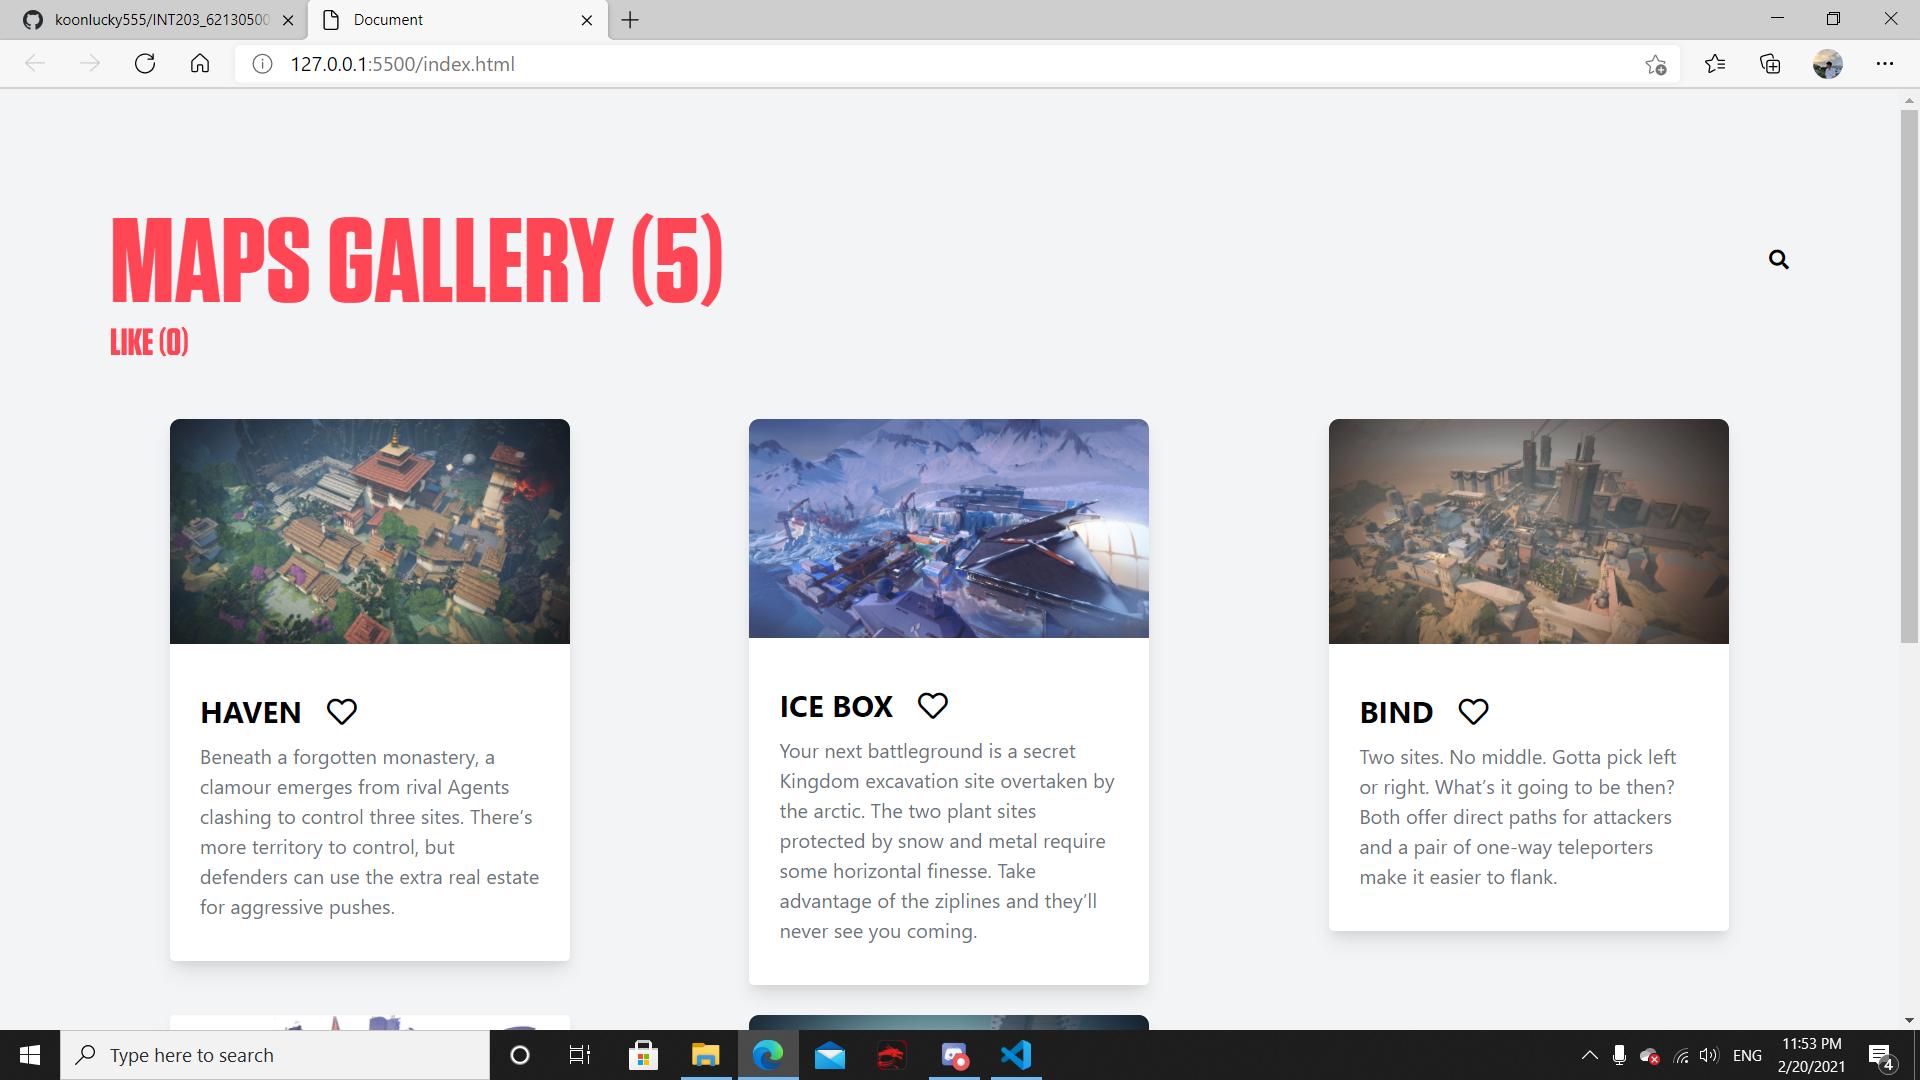 koonlucky555/INT203_62130500
Document
127.0.0.1:5500/index.html
MAPS GALLERY (5)
LIKE (0)
HAVEN
Beneath a forgotten monastery, a
clamour emerges from rival Agents
clashing to control three sites. There’s
more territory to control, but
defenders can use the extra real estate
for aggressive pushes.
ICE BOX
Your next battleground is a secret
Kingdom excavation site overtaken by
the arctic. The two plant sites
protected by snow and metal require
some horizontal finesse. Take
advantage of the ziplines and they’ll
never see you coming.
BIND
Two sites. No middle. Gotta pick left
or right. What’s it going to be then?
Both offer direct paths for attackers
and a pair of one-way teleporters
make it easier to flank.
Type here to search
ENG
11:53 PM
2/20/2021
4